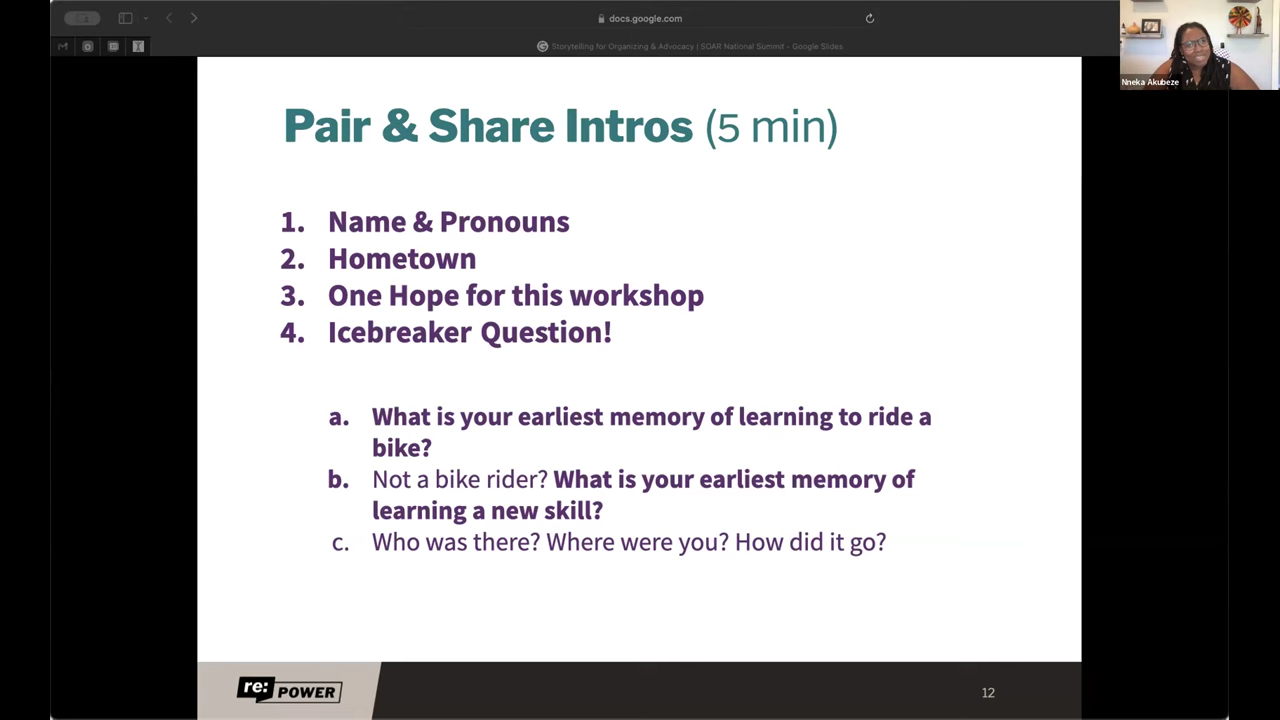 docs.google.com
Storytelling for Organizing & Advocacy | SOAR National Summit - Google Slides
Nneka Akubeze
Pair & Share Intros (5 min)
1. Name & Pronouns
2. Hometown
3. One Hope for this workshop
4. Icebreaker Question!
a. What is your earliest memory of learning to ride a
bike?
b. Not a bike rider? What is your earliest memory of
learning a new skill?
c. Who was there? Where were you? How did it go?
re: POWER
12